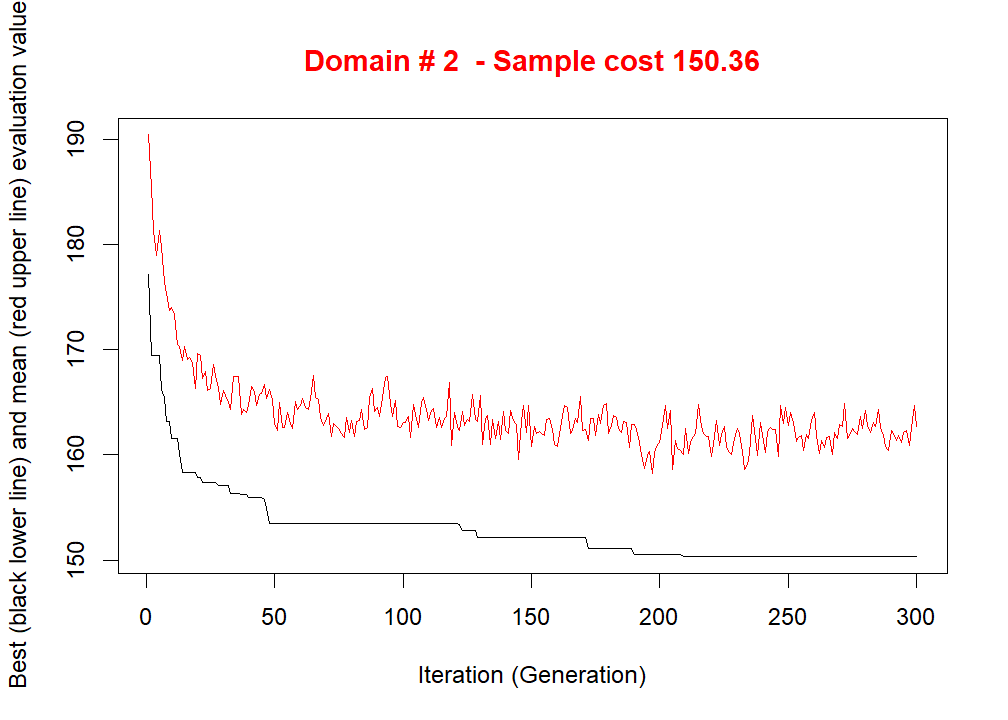 Domain # 2  - Sample cost 150.36
Best (black lower line) and mean (red upper line) evaluation value
190
180
170
160
150
0 50 100 150 200 250 300
Iteration (Generation)